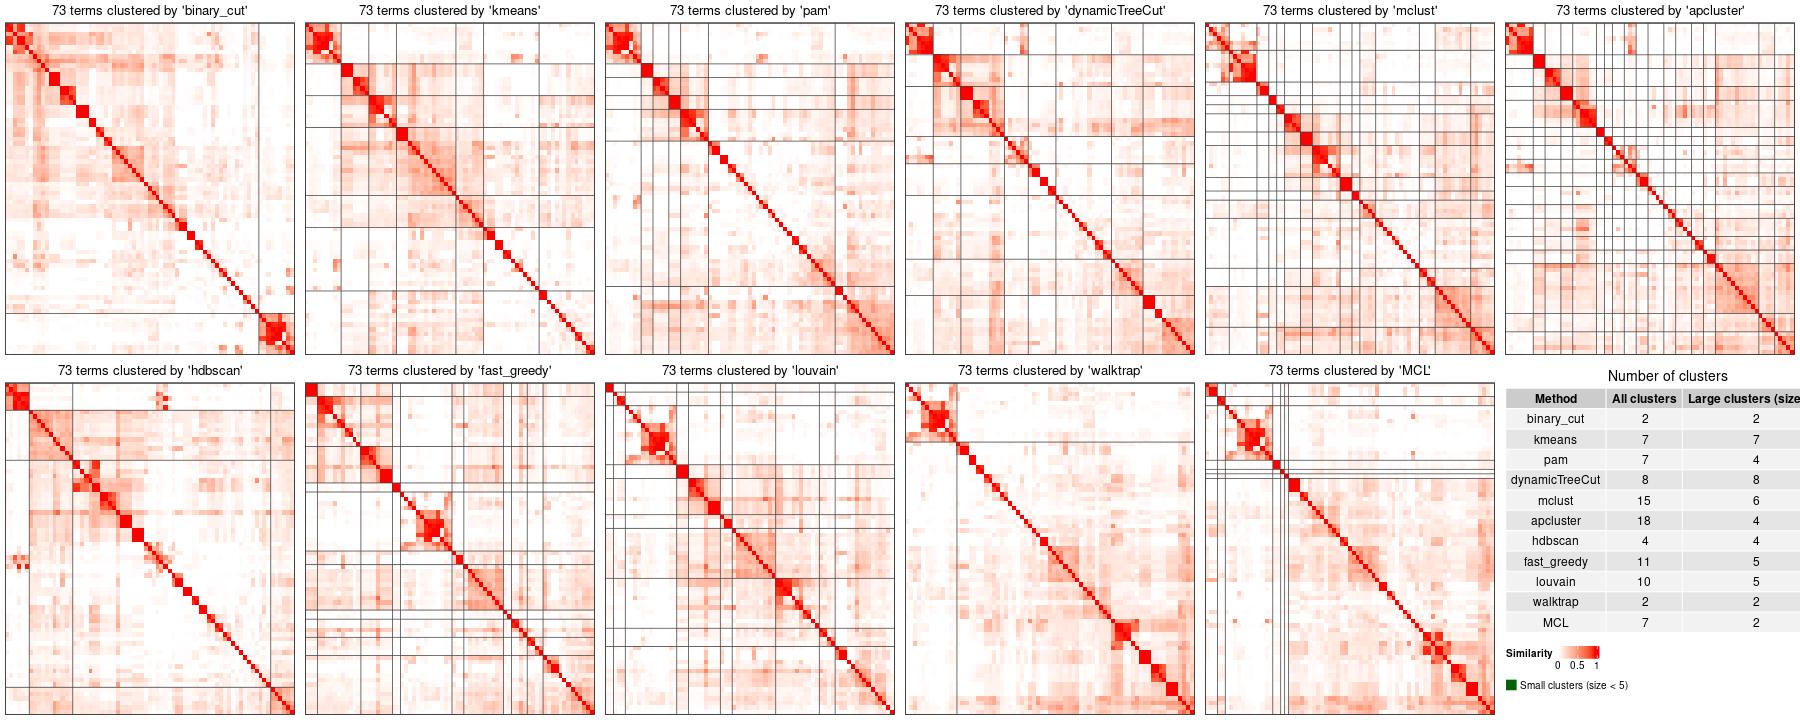 73 terms clustered by 'binary_cut'
73 terms clustered by 'kmeans'
73 terms clustered by 'pam'
73 terms clustered by 'dynamicTreeCut'
73 terms clustered by 'mclust'
73 terms clustered by 'apcluster'
73 terms clustered by 'hdbscan'
73 terms clustered by 'fast_greedy'
73 terms clustered by 'louvain'
73 terms clustered by 'walktrap'
73 terms clustered by 'MCL'
Number of clusters
Method All clusters Large clusters (size
binary_cut 2 2
kmeans 7 7
pam 7 4
dynamicTreeCut 8 8
mclust 15 6
apcluster 18 4
hdbscan 4 4
fast_greedy 11 5
louvain 10 5
walktrap 2 2
MCL 7 2
Similarity
0 0.5 1
Small clusters (size < 5)